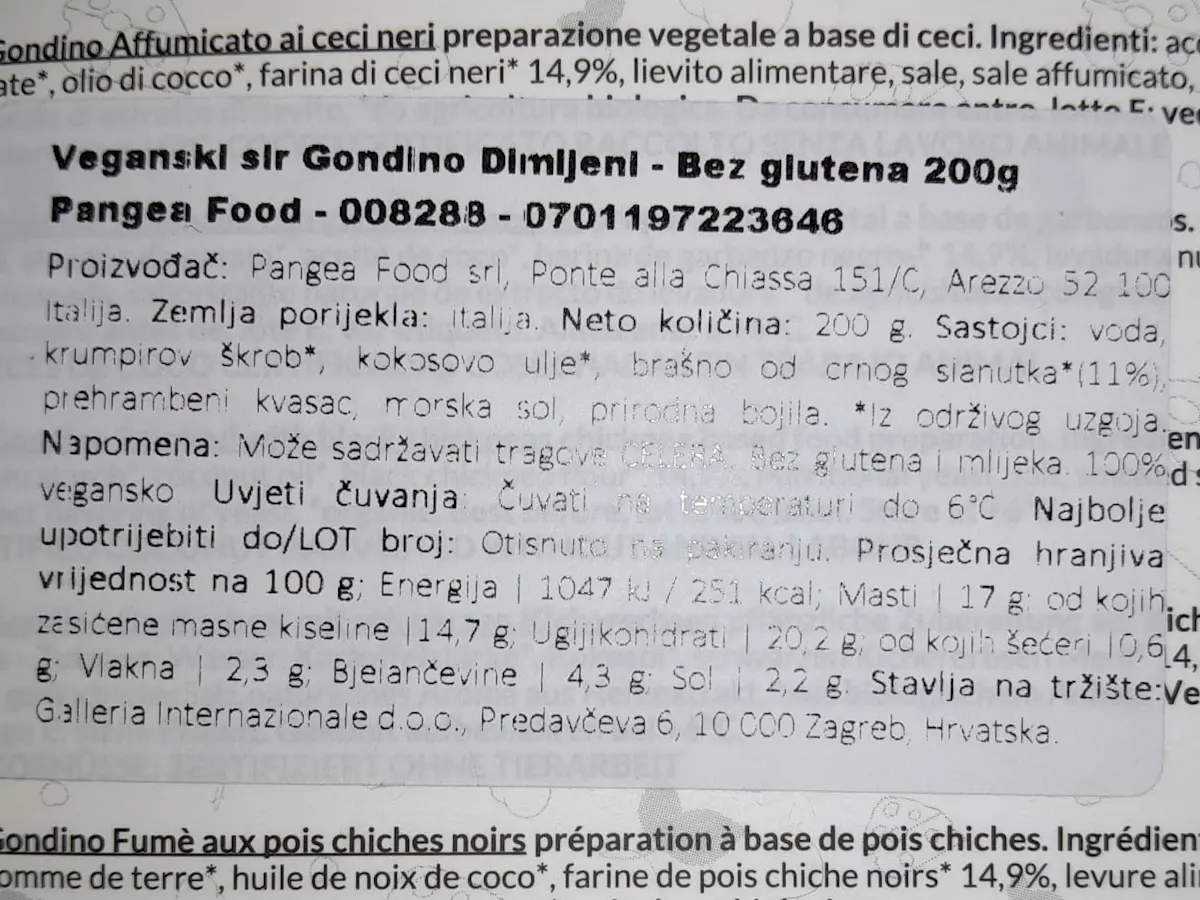 Gondino Affumicato ai ceci neri preparazione vegetale a base di ceci. Ingredienti:
olio di cocco*, farina di ceci neri* 14,9%, lievito alimentare, sale, sale affumicato,
Veganski sir Gondino Dimljeni - Bez glutena 200g
Pangea Food - 008288 - 0701197223646
Proizvođač: Pangea Food srl, Ponte alla Chiassa 151/C, Arezzo 52 100
Italija. Zemlja porijekla: Italija. Neto količina: 200 g. Sastojci: voda,
krumpirov škrob*, kokosovo ulje*, brašno od crnog slanutka*(11%),
prehrambeni kvasac, morska sol, prirodna bojila. *Iz održivog uzgoja.
Napomena: Može sadržavati tragove CELERA. Bez glutena i mlijeka. 100%
vegansko Uvjeti čuvanja: Čuvati na temperaturi do 6°C Najbolje
upotrijebiti do/LOT broj: Otisnuto na pakiranju. Prosječna hranjiva
vrijednost na 100 g; Energija | 1047 kJ / 251 kcal; Masti | 17 g; od kojih
zasićene masne kiseline |14,7 g; Ugljikohidrati | 20,2 g; od kojih šećeri |0,6
g; Vlakna | 2,3 g; Bjelančevine | 4,3 g; Sol | 2,2 g; Stavlja na tržište:
Galleria Internazionale d.o.o., Predavčeva 6, 10 000 Zagreb, Hrvatska.
Gondino Fumè aux pois chiches noirs préparation à base de pois chiches.
de terre*, huile de noix de coco*, farine de pois chiche noirs* 14,9%, levure